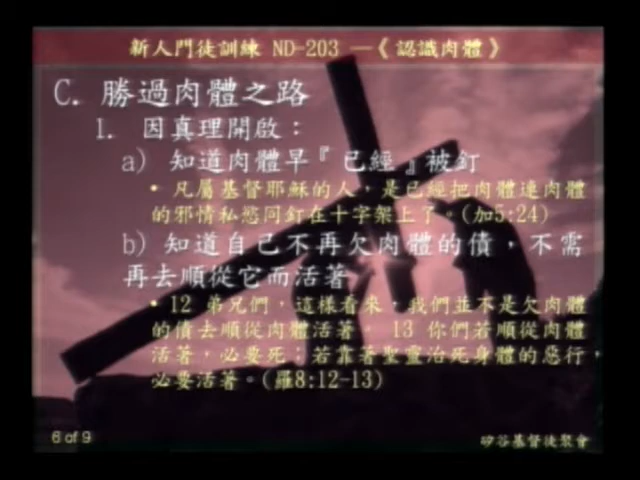 新人門徒訓練 ND-203 —《認識肉體》
C. 勝過肉體之路
1. 因真理開啟：
a) 知道肉體早『已經』被釘
• 凡屬基督耶穌的人，是已經把肉體連肉體
的邪情私慾同釘在十字架上了。(加5:24)
b) 知道自己不再欠肉體的債，不需
再去順從它而活著
• 12 弟兄們，這樣看來，我們並不是欠肉體
的債去順從肉體活著。 13 你們若順從肉體
活著，必要死；若靠著聖靈治死身體的惡行，
必要活著。(羅8:12-13)
6 of 9
矽谷基督徒聚會